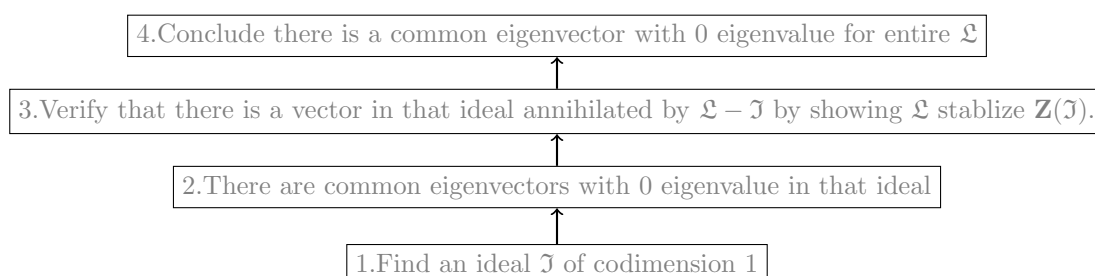 4.Conclude there is a common eigenvector with 0 eigenvalue for entire 𝔏
3.Verify that there is a vector in that ideal annihilated by 𝔏 − ℑ by showing 𝔏 stablize 𝐙(ℑ).
2.There are common eigenvectors with 0 eigenvalue in that ideal
1.Find an ideal ℑ of codimension 1